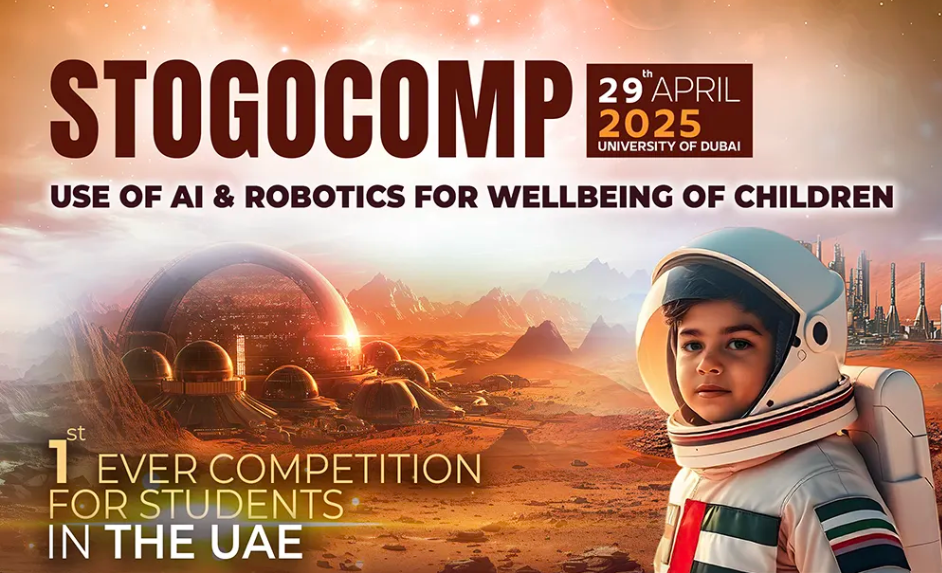 STOGOCOMP
29th APRIL
2025
UNIVERSITY OF DUBAI
USE OF AI & ROBOTICS FOR WELLBEING OF CHILDREN
1st EVER COMPETITION
FOR STUDENTS
IN THE UAE